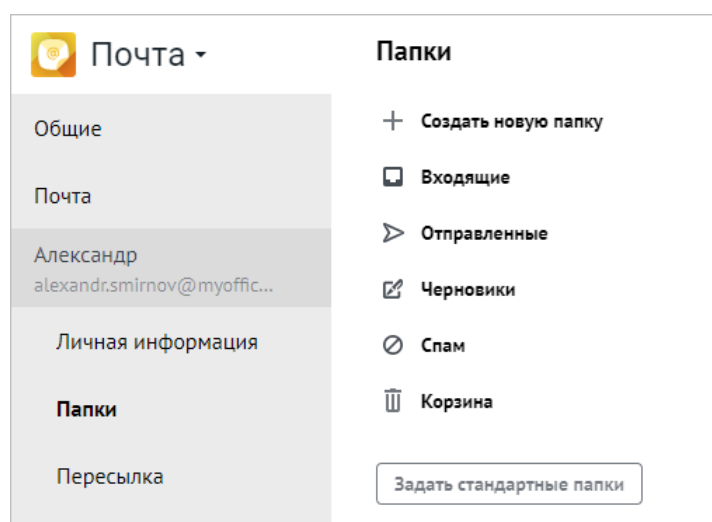 Почта
Общие
Почта
Александр
alexandr.smirnov@myoffic...
Личная информация
Папки
Пересылка
Папки
Создать новую папку
Входящие
Отправленные
Черновики
Спам
Корзина
Задать стандартные папки